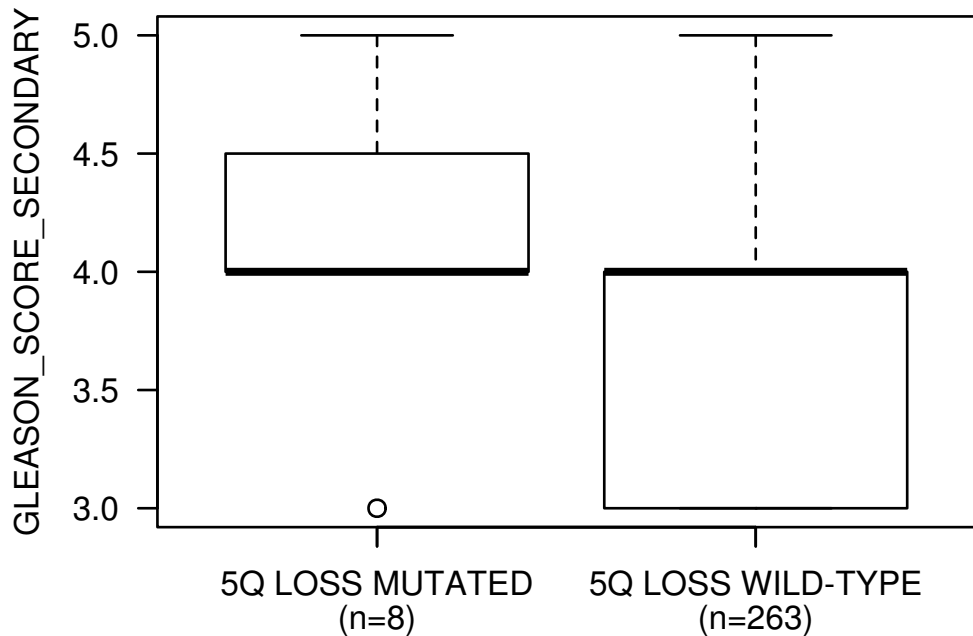 GLEASON_SCORE_SECONDARY
5.0
4.5
4.0
3.5
3.0
5Q LOSS MUTATED
(n=8)
5Q LOSS WILD-TYPE
(n=263)